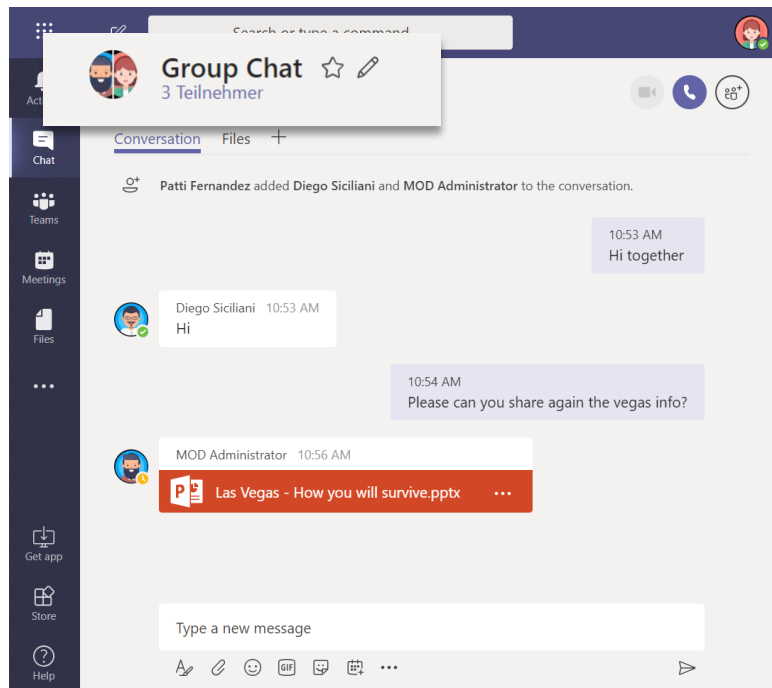 Search or type a command
Group Chat
3 Teilnehmer
Conversation Files
Patti Fernandez added Diego Siciliani and MOD Administrator to the conversation.
10:53 AM
Hi together
Diego Siciliani 10:53 AM
Hi
10:54 AM
Please can you share again the vegas info?
MOD Administrator 10:56 AM
Las Vegas - How you will survive.pptx
Type a new message
GIF
Chat
Teams
Meetings
Files
Get app
Store
Help